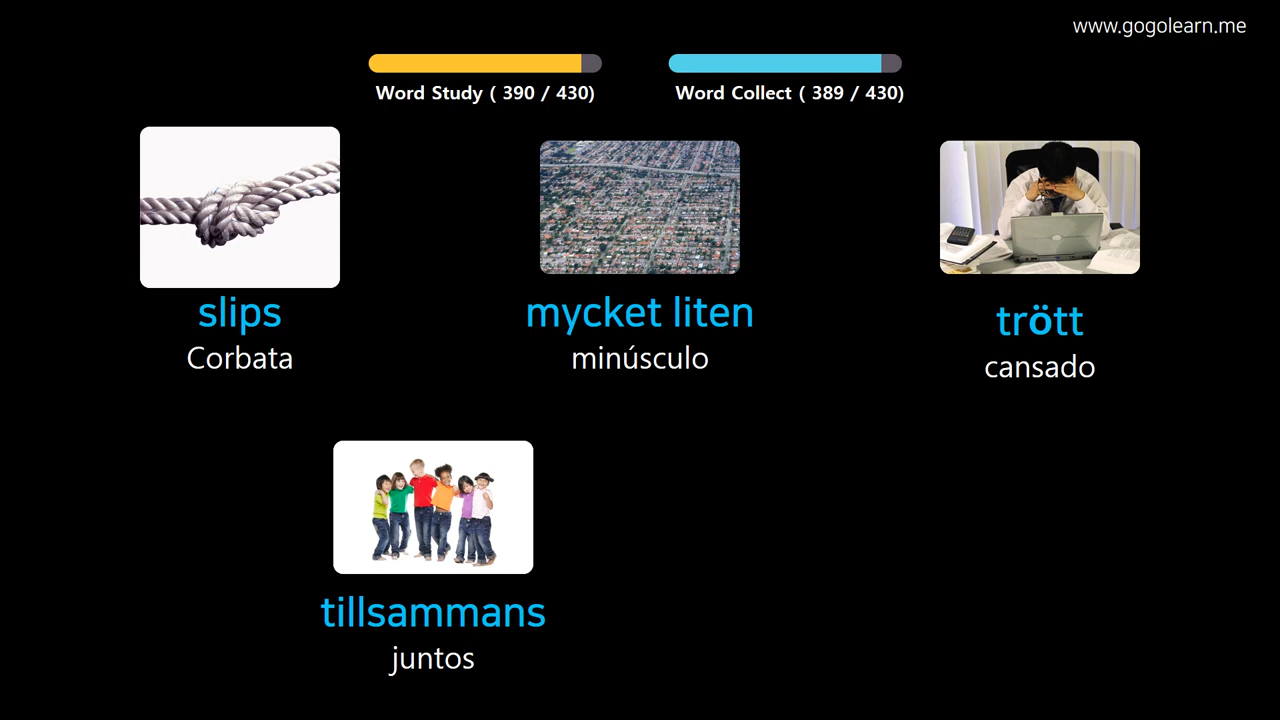 www.gogolearn.me
Word Study ( 390 / 430)
Word Collect ( 389 / 430)
slips
Corbata
mycket liten
minúsculo
trött
cansado
tillsammans
juntos